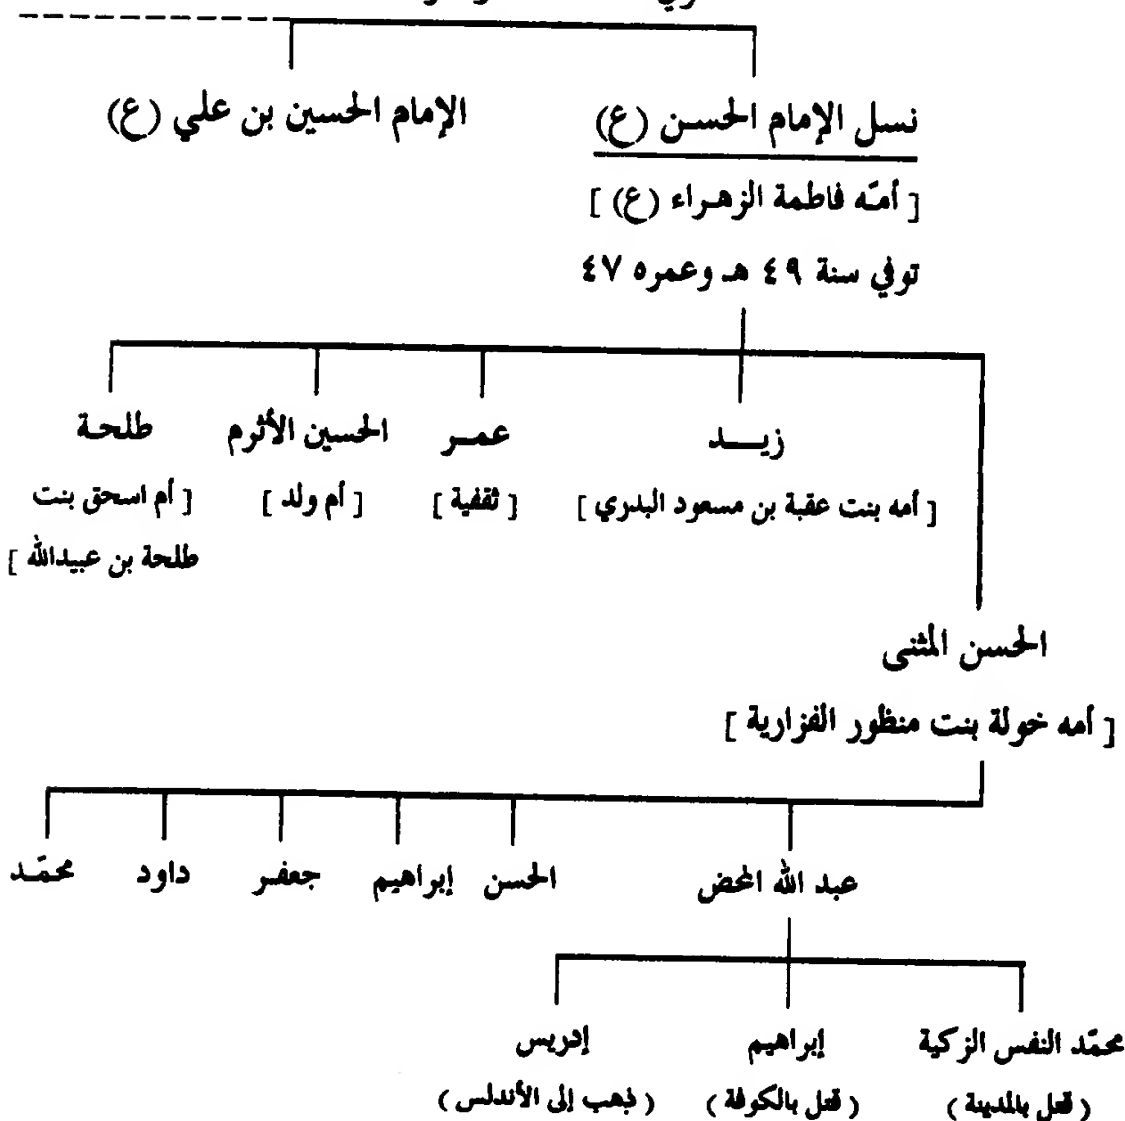 نسل الإمام الحسن (ع)
الإمام الحسين بن علي (ع)
[ أمّه فاطمة الزهراء (ع) ]
توفي سنة ٤٩ هـ وعمره ٤٧
زيـــد
عمـر
الحسين الأثرم
طلحة
[ أمه بنت عقبة بن مسعود البدري ]
[ ثقفية ]
[ أم ولد ]
[ أم اسحق بنت
طلحة بن عبيدالله ]
الحسن المثنى
[ أمه خولة بنت منظور الفزارية ]
عبد الله المحض
الحسن
إبراهيم
جعفر
داود
محمّد
محمّد النفس الزكية
إبراهيم
إدريس
( قتل بالمدينة )
( قتل بالكوفة )
( ذهب إلى الأندلس )